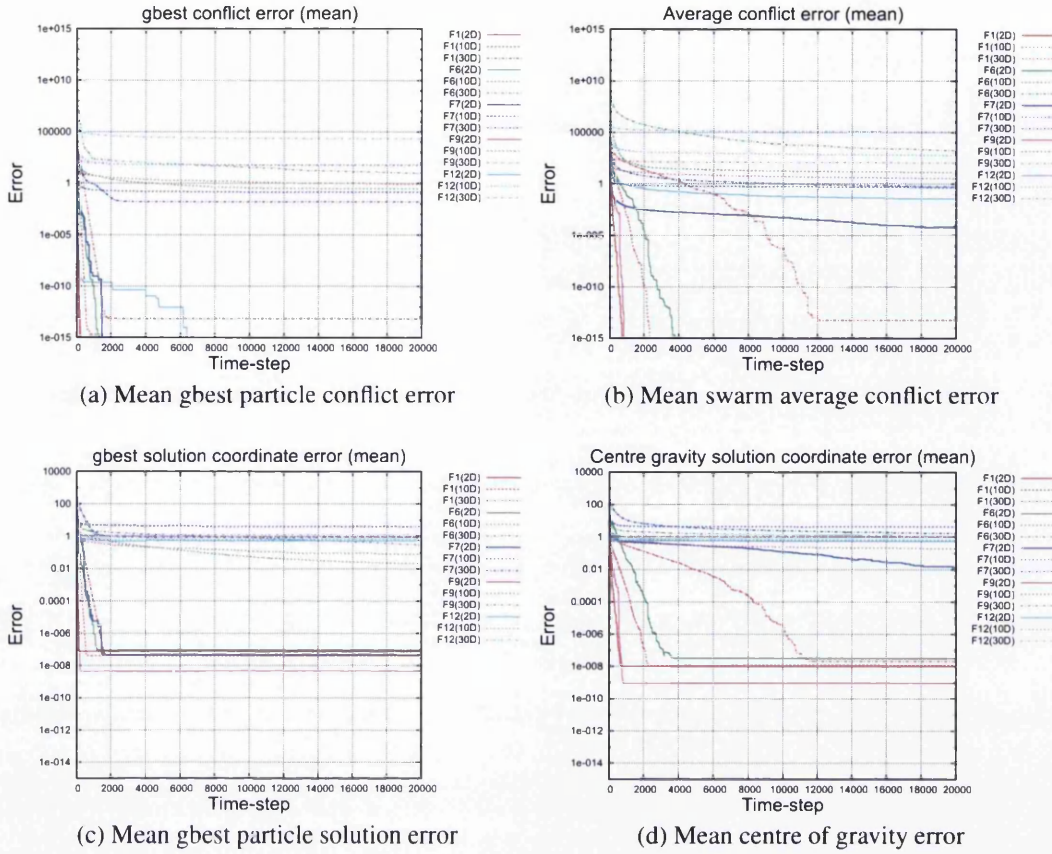 gbest conflict error (mean)
1e+015
1e+010
100000
1
1e-005
1e-010
1e-015
Error
0 2000 4000 6000 8000 10000 12000 14000 16000 18000 20000
Time-step
F1(2D)
F1(10D)
F1(30D)
F6(2D)
F6(10D)
F6(30D)
F7(2D)
F7(10D)
F7(30D)
F9(2D)
F9(10D)
F9(30D)
F12(2D)
F12(10D)
F12(30D)
(a) Mean gbest particle conflict error
Average conflict error (mean)
1e+015
1e+010
100000
1
1e-005
1e-010
1e-015
Error
0 2000 4000 6000 8000 10000 12000 14000 16000 18000 20000
Time-step
F1(2D)
F1(10D)
F1(30D)
F6(2D)
F6(10D)
F6(30D)
F7(2D)
F7(10D)
F7(30D)
F9(2D)
F9(10D)
F9(30D)
F12(2D)
F12(10D)
F12(30D)
(b) Mean swarm average conflict error
gbest solution coordinate error (mean)
10000
100
1
0.01
0.0001
1e-006
1e-008
1e-010
1e-012
1e-014
Error
0 2000 4000 6000 8000 10000 12000 14000 16000 18000 20000
Time-step
F1(2D)
F1(10D)
F1(30D)
F6(2D)
F6(10D)
F6(30D)
F7(2D)
F7(10D)
F7(30D)
F9(2D)
F9(10D)
F9(30D)
F12(2D)
F12(10D)
F12(30D)
(c) Mean gbest particle solution error
Centre gravity solution coordinate error (mean)
10000
100
1
0.01
0.0001
1e-006
1e-008
1e-010
1e-012
1e-014
Error
0 2000 4000 6000 8000 10000 12000 14000 16000 18000 20000
Time-step
F1(2D)
F1(10D)
F1(30D)
F6(2D)
F6(10D)
F6(30D)
F7(2D)
F7(10D)
F7(30D)
F9(2D)
F9(10D)
F9(30D)
F12(2D)
F12(10D)
F12(30D)
(d) Mean centre of gravity error